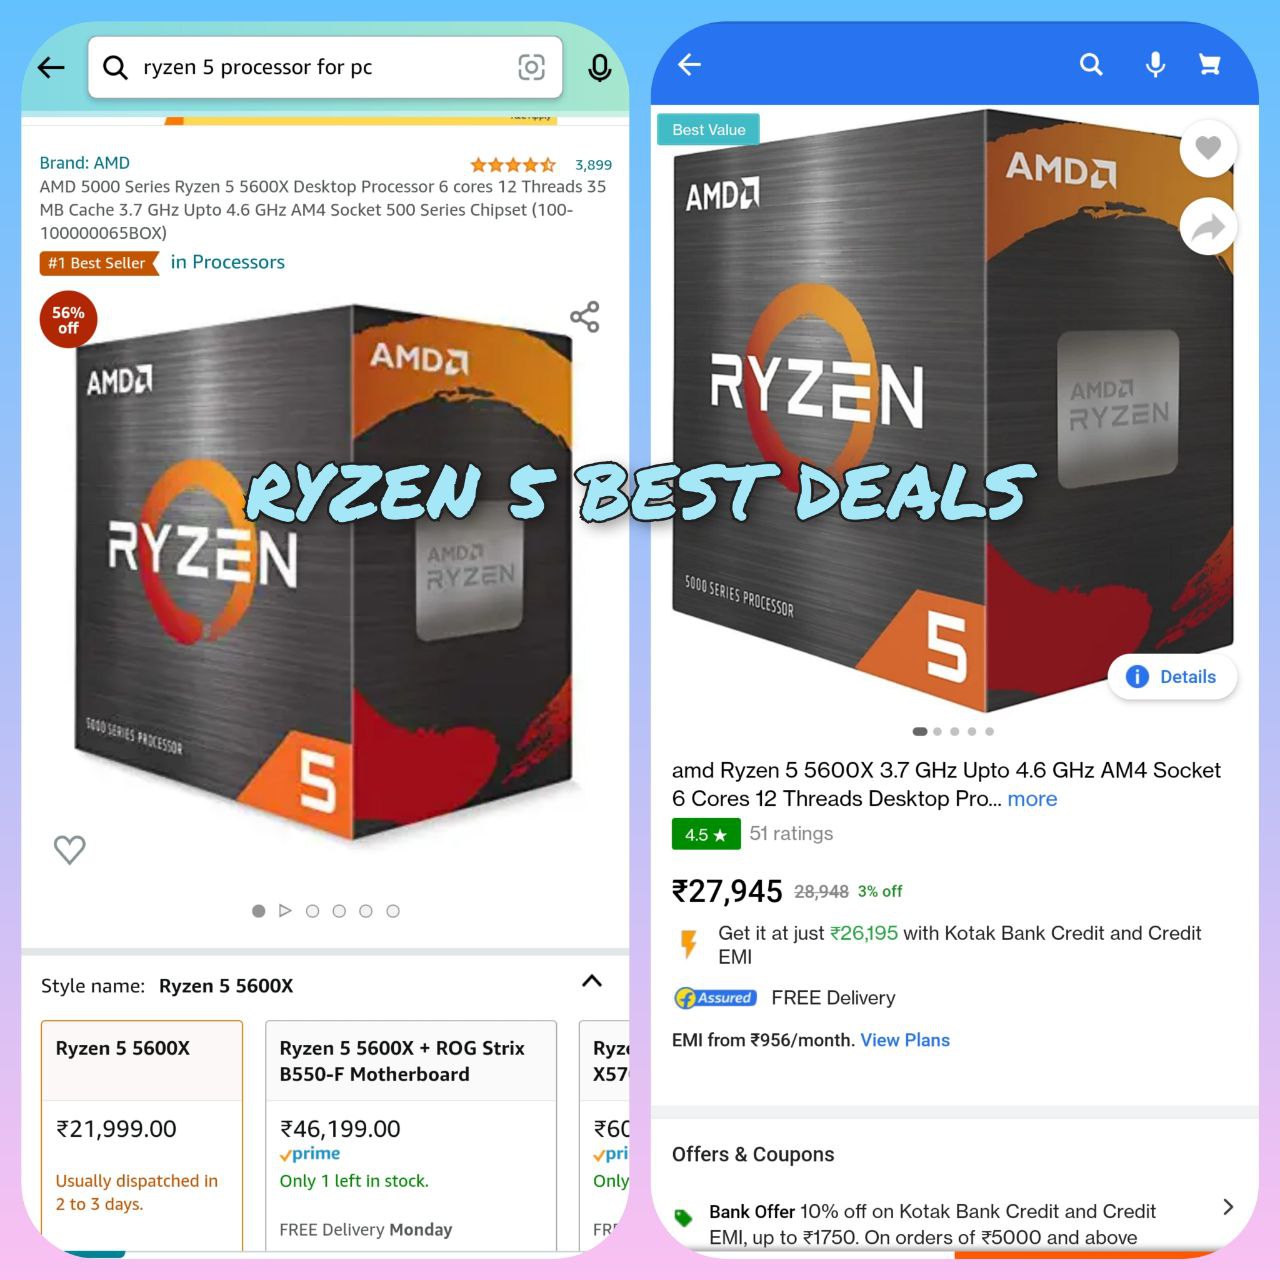 ryzen 5 processor for pc
Brand: AMD
3,899
AMD 5000 Series Ryzen 5 5600X Desktop Processor 6 cores 12 Threads 35
MB Cache 3.7 GHz Upto 4.6 GHz AM4 Socket 500 Series Chipset (100-
100000065BOX)
#1 Best Seller in Processors
56%
off
AMD
AMD
RYZEN
AMD
RYZEN
5000 SERIES PROCESSOR
5
Style name: Ryzen 5 5600X
Ryzen 5 5600X
₹21,999.00
Usually dispatched in
2 to 3 days.
Ryzen 5 5600X + ROG Strix
B550-F Motherboard
₹46,199.00
prime
Only 1 left in stock.
FREE Delivery Monday
Ryze
X57
₹60
pri
Only
FR
RYZEN 5 BEST DEALS
Best Value
AMD
AMD
RYZEN
AMD
RYZEN
5000 SERIES PROCESSOR
5
Details
amd Ryzen 5 5600X 3.7 GHz Upto 4.6 GHz AM4 Socket
6 Cores 12 Threads Desktop Pro... more
4.5 ★ 51 ratings
₹27,945 28,948 3% off
Get it at just ₹26,195 with Kotak Bank Credit and Credit
EMI
f Assured FREE Delivery
EMI from ₹956/month. View Plans
Offers & Coupons
Bank Offer 10% off on Kotak Bank Credit and Credit
EMI, up to ₹1750. On orders of ₹5000 and above